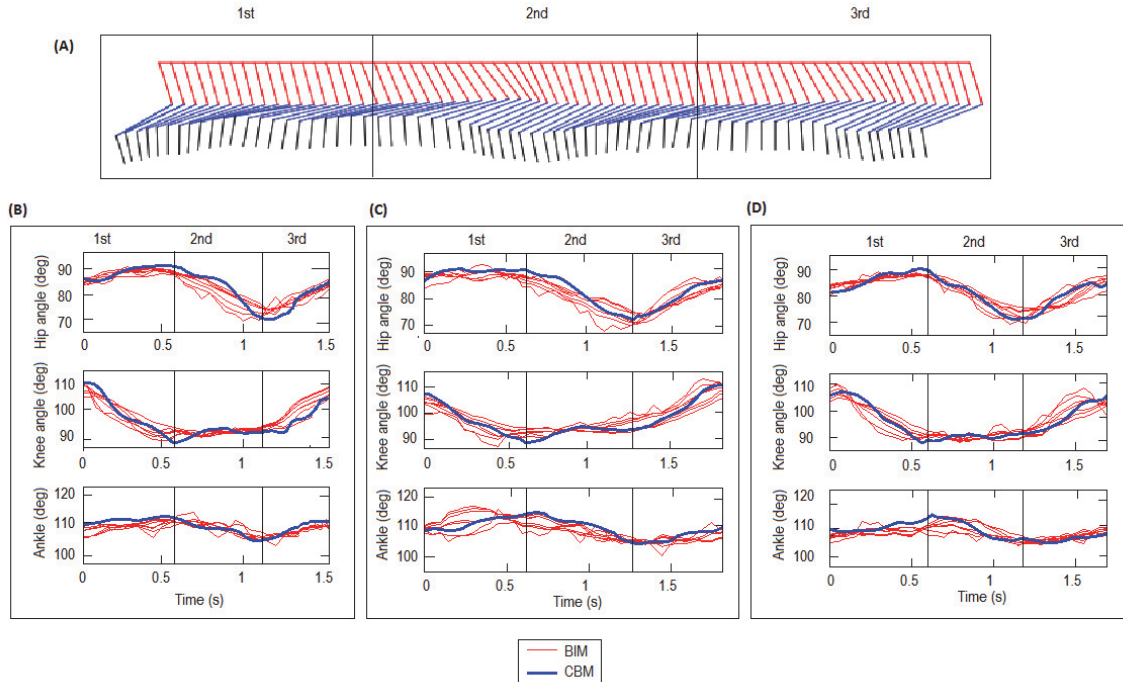 1st 2nd 3rd
(A)
(B) (C) (D)
1st 2nd 3rd
Hip angle (deg)
90
80
70
0 0.5 1 1.5
Knee angle (deg)
110
100
90
0 0.5 1 1.5
Ankle (deg)
120
110
100
0 0.5 1 1.5
Time (s)
1st 2nd 3rd
Hip angle (deg)
90
80
70
0 0.5 1 1.5
Knee angle (deg)
110
100
90
0 0.5 1 1.5
Ankle (deg)
120
110
100
0 0.5 1 1.5
Time (s)
1st 2nd 3rd
Hip angle (deg)
90
80
70
0 0.5 1 1.5
Knee angle (deg)
110
100
90
0 0.5 1 1.5
Ankle (deg)
120
110
100
0 0.5 1 1.5
Time (s)
BIM
CBM